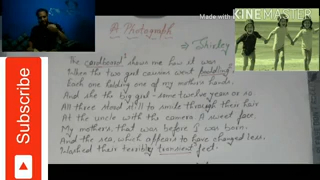 Made with KINEMASTER
A Photograph
Shirley
The cardboard shows me how it was
When the two girl cousins went paddling
Each one holding one of my mother's hands.
And she the big girl - some twelve years or so.
All three stood still to smile through their hair
At the uncle with the camera A sweet face.
My mother's, that was before I was born.
And the sea, which appears to have changed less.
Washed their terribly transient feet.
Subscribe